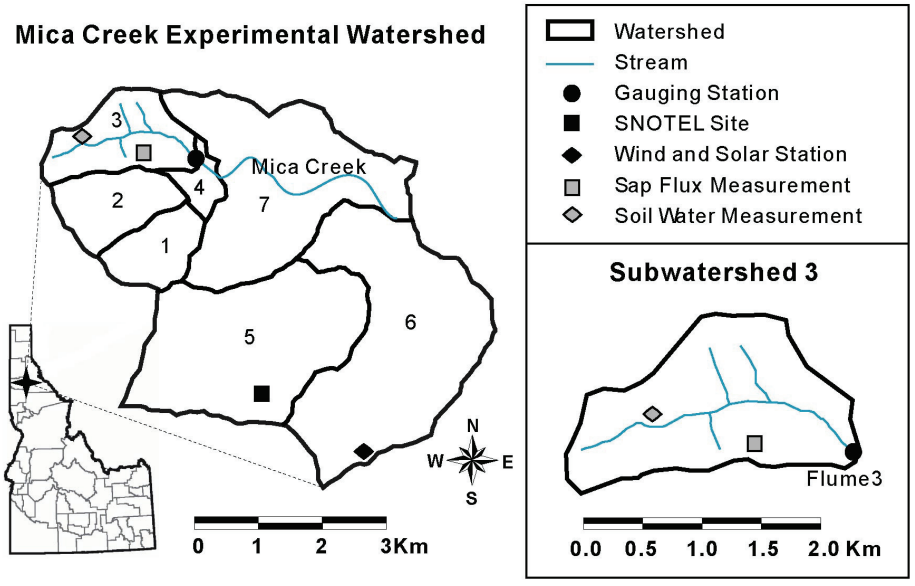 Mica Creek Experimental Watershed
3
Mica Creek
4
2
7
1
5
6
N
W E
S
0 1 2 3Km
Watershed
Stream
Gauging Station
SNOTEL Site
Wind and Solar Station
Sap Flux Measurement
Soil Water Measurement
Subwatershed 3
Flume3
0.0 0.5 1.0 1.5 2.0 Km